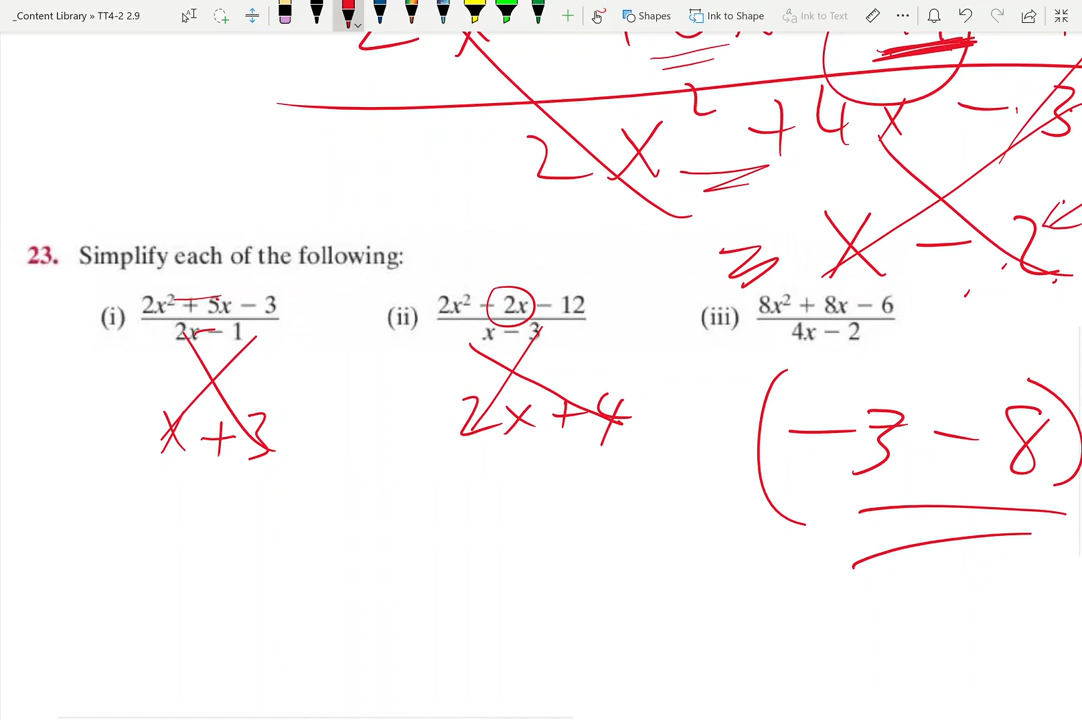 _Content Library » TT4-2 2.9 Shapes Ink to Shape Ink to Text
2x² + 4x - 3
x - 2
23. Simplify each of the following:
(i) 2x² + 5x − 3 / 2x − 1 (ii) 2x² − 2x − 12 / x − 3 (iii) 8x² + 8x − 6 / 4x − 2
x + 3 2x + 4 (-3 - 8)